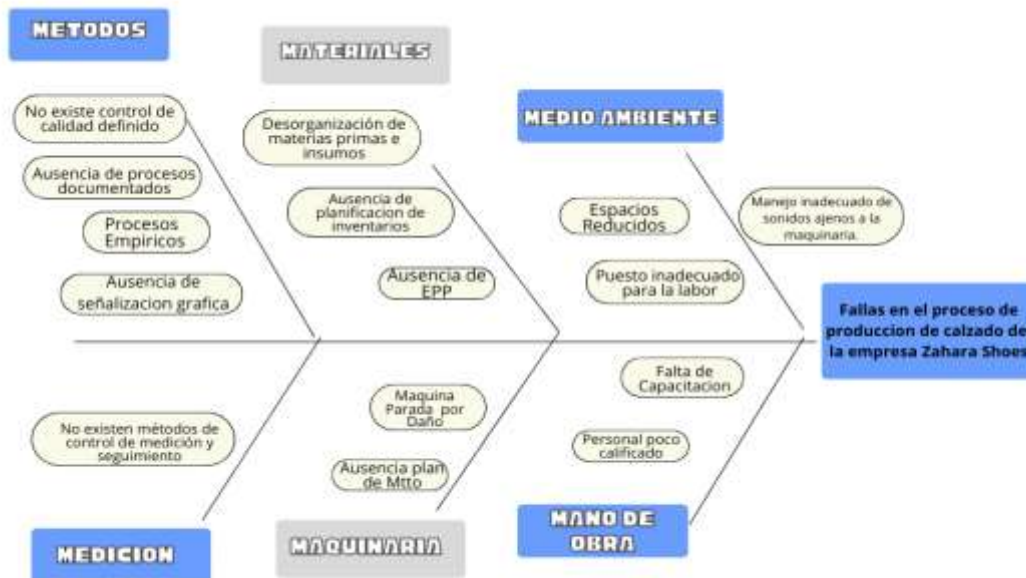 METODOS
No existe control de
calidad definido
Ausencia de procesos
documentados
Procesos
Empiricos
Ausencia de
señalizacion grafica
MATERIALES
Desorganización de
materias primas e
insumos
Ausencia de
planificacion de
inventarios
Ausencia de
EPP
MEDIO AMBIENTE
Espacios
Reducidos
Puesto inadecuado
para la labor
Manejo inadecuado de
sonidos ajenos a la
maquinaria.
Fallas en el proceso de
produccion de calzado de
la empresa Zahara Shoes
No existen métodos de
control de medición y
seguimiento
MEDICION
Maquina
Parada por
Daño
Ausencia plan
de Mtto
MAQUINARIA
Falta de
Capacitacion
Personal poco
calificado
MANO DE
OBRA